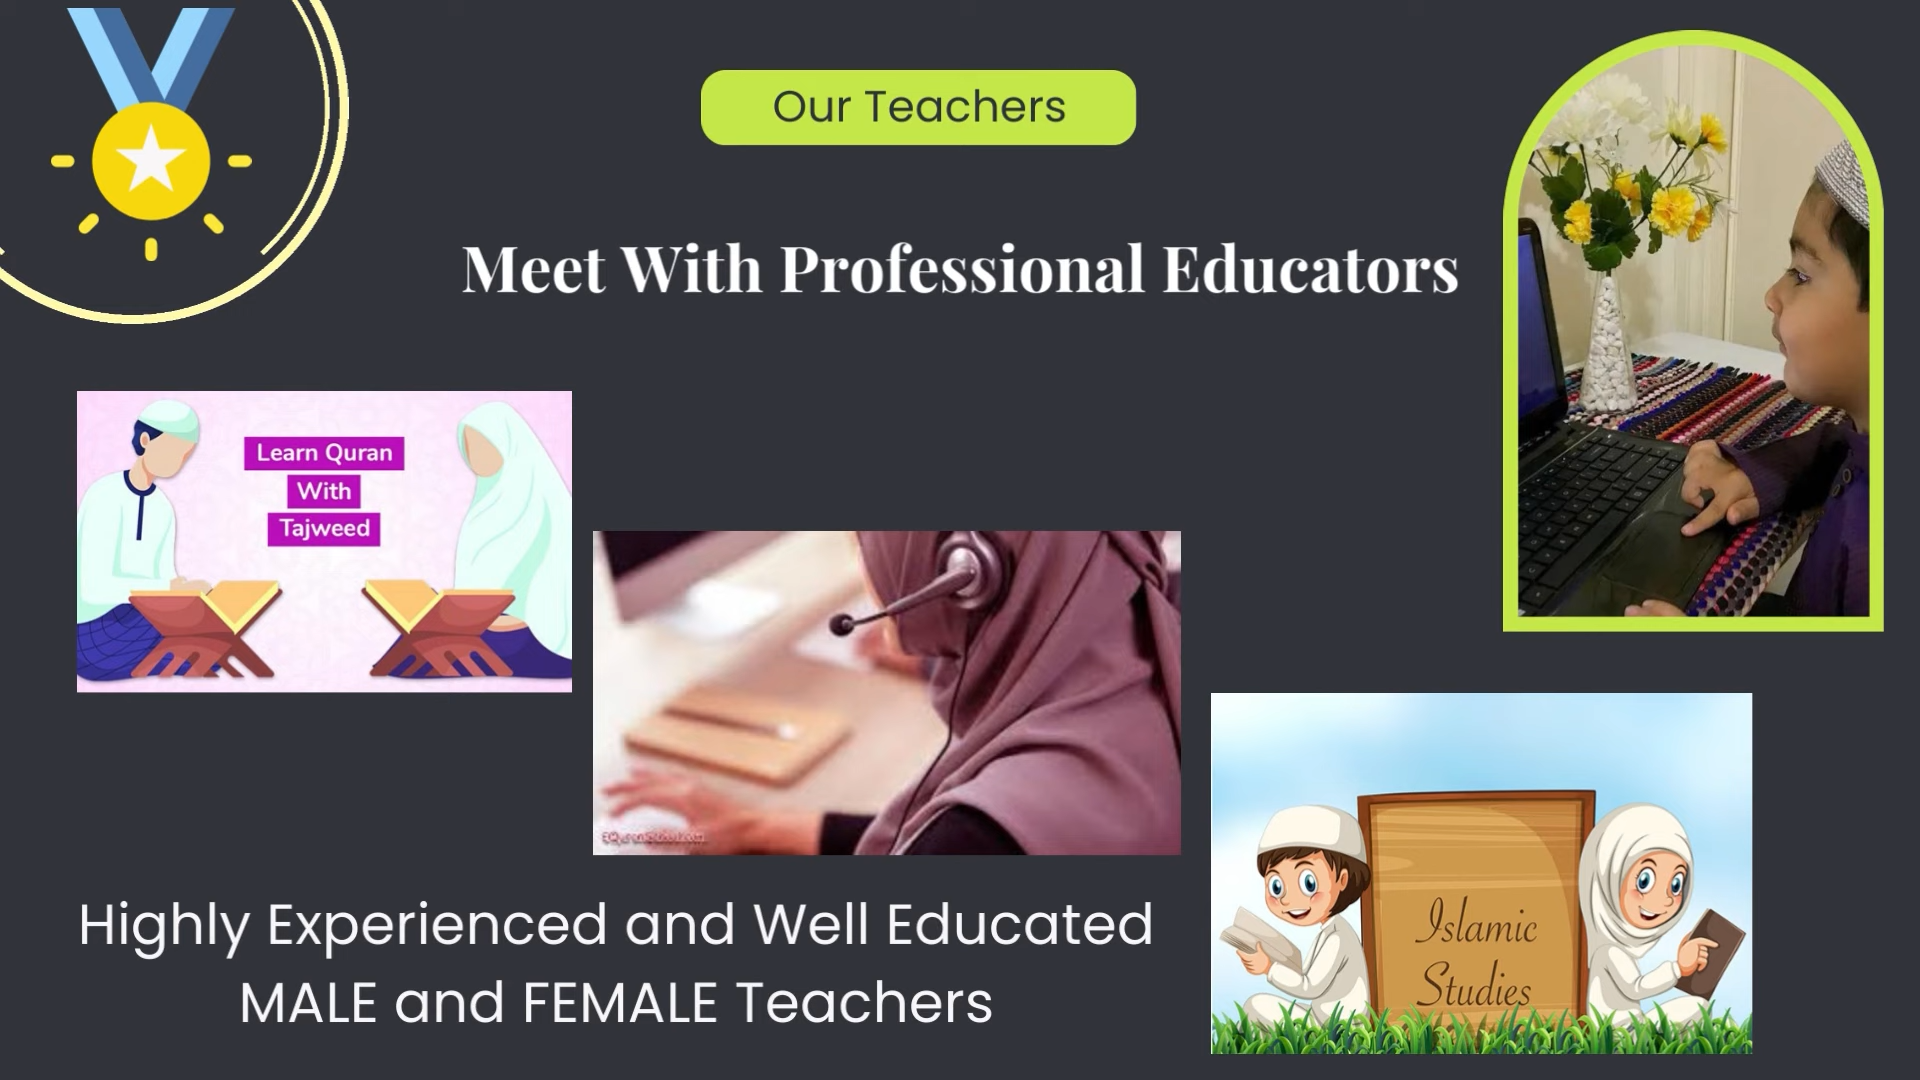 Our Teachers
Meet With Professional Educators
Learn Quran
With
Tajweed
Highly Experienced and Well Educated
MALE and FEMALE Teachers
Islamic
Studies